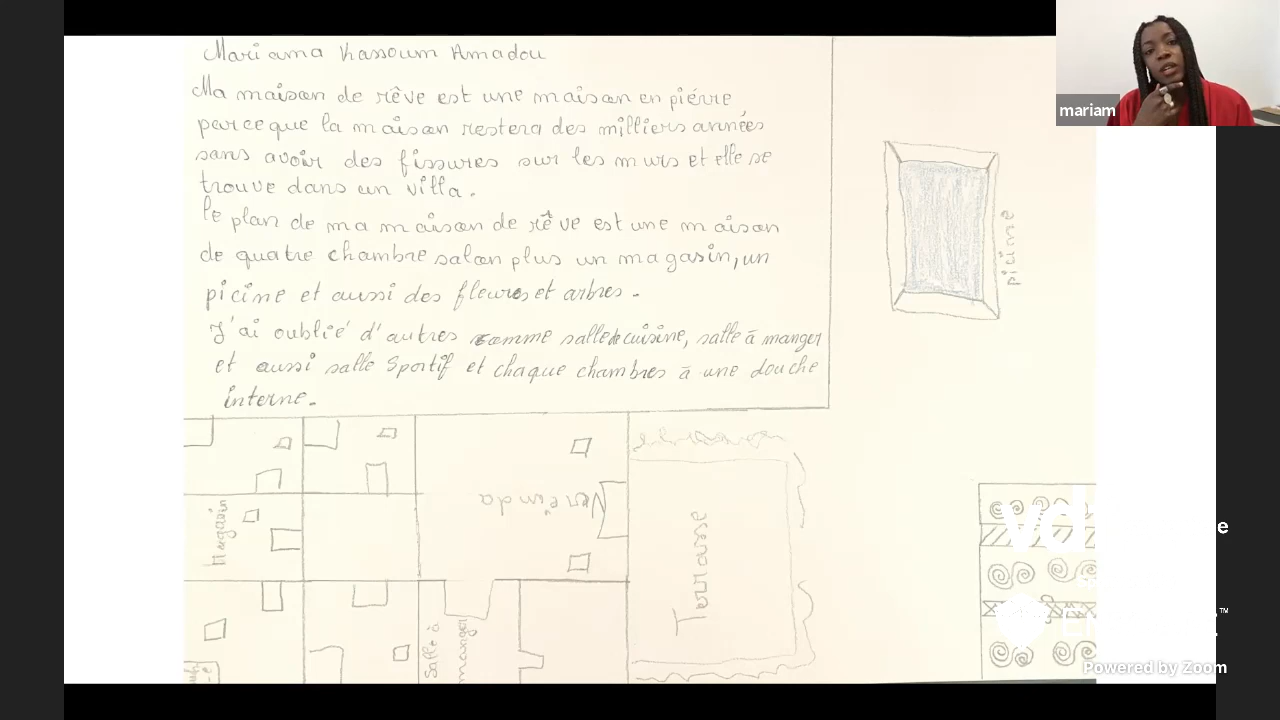 Mariama Kassoum Amadou
Ma maison de rêve est une maison en piérre
parceque la maison restera des milliers années
sans avoir des fissures sur les murs et elle se
trouve dans un villa.
le plan de ma maison de rêve est une maison
de quatre chambre salon plus un magasin, un
picine et aussi des fleures et arbres.
J'ai oublié d'autres comme salle de cuisine, salle à manger
et aussi salle Sportif et chaque chambres à une douche
interne.
mariam
picine
Magasin
Verainda
Terrasse
Salle à
manger
Powered by Zoom